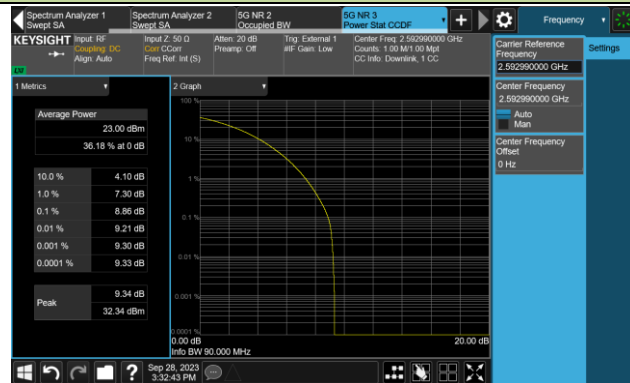 Spectrum Analyzer 1
Swept SA
Spectrum Analyzer 2
Swept SA
5G NR 2
Occupied BW
5G NR 3
Power Stat CCDF
Frequency
KEYSIGHT
Input: RF
Coupling: DC
Align: Auto
Input Z: 50 Ω
Corr CCorr
Freq Ref: Int (S)
Atten: 20 dB
Preamp: Off
Trig: External 1
#IF Gain: Low
Center Freq: 2.592990000 GHz
Counts: 1.00 M/1.00 Mpt
CC Info: Downlink, 1 CC
Carrier Reference
Frequency
2.592990000 GHz
Settings
1 Metrics
2 Graph
Center Frequency
2.592990000 GHz
Auto
Man
Center Frequency
Offset
0 Hz
Average Power
23.00 dBm
36.18 % at 0 dB
10.0 % 4.10 dB
1.0 % 7.30 dB
0.1 % 8.86 dB
0.01 % 9.21 dB
0.001 % 9.30 dB
0.0001 % 9.33 dB
Peak 9.34 dB
32.34 dBm
100 %
10 %
1 %
0.1 %
0.01 %
0.001 %
0.0001 %
0.00 dB
20.00 dB
Info BW 90.000 MHz
?
Sep 28, 2023
3:32:43 PM